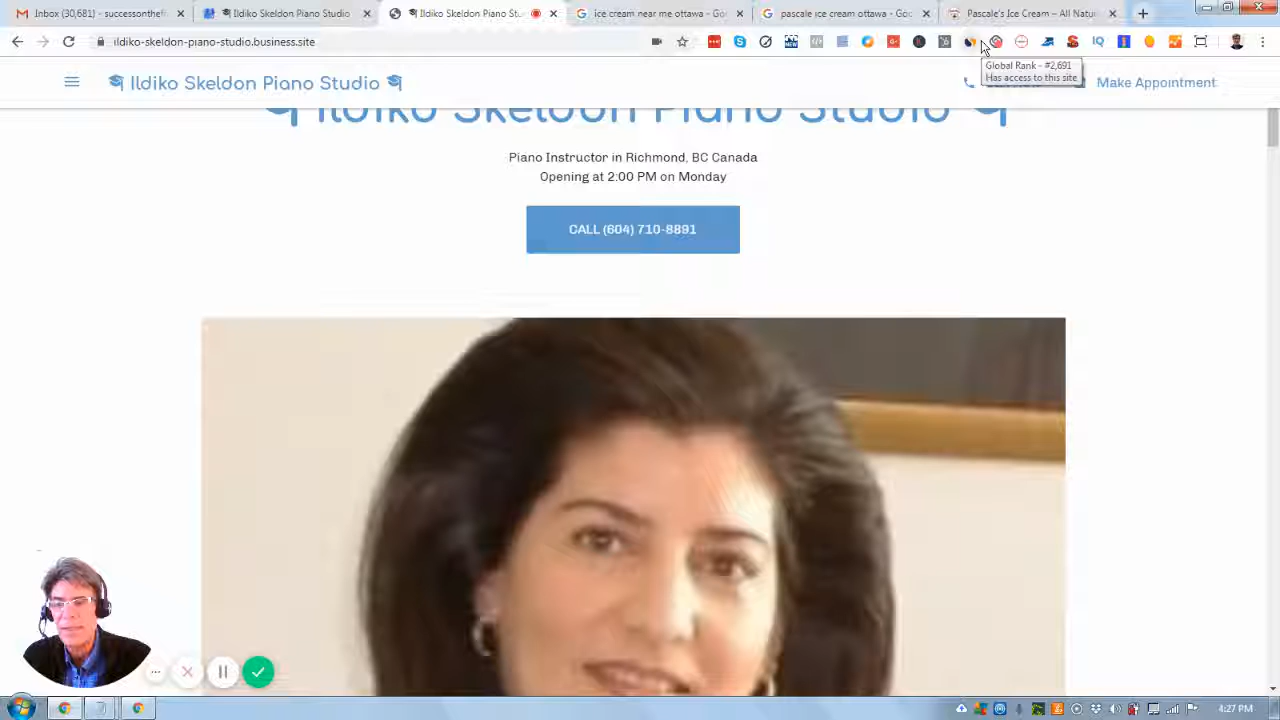 Inbox (30,681) - successonthefi
Ildiko Skeldon Piano Studio
Ildiko Skeldon Piano Stu
ice cream near me ottawa - Go
pascale ice cream ottawa - Goo
Pascale's Ice Cream – All Natu
ildiko-skeldon-piano-studio.business.site
Ildiko Skeldon Piano Studio
Make Appointment
Global Rank - #2,691
Has access to this site
Ildiko Skeldon Piano Studio
Piano Instructor in Richmond, BC Canada
Opening at 2:00 PM on Monday
CALL (604) 710-8891
4:27 PM